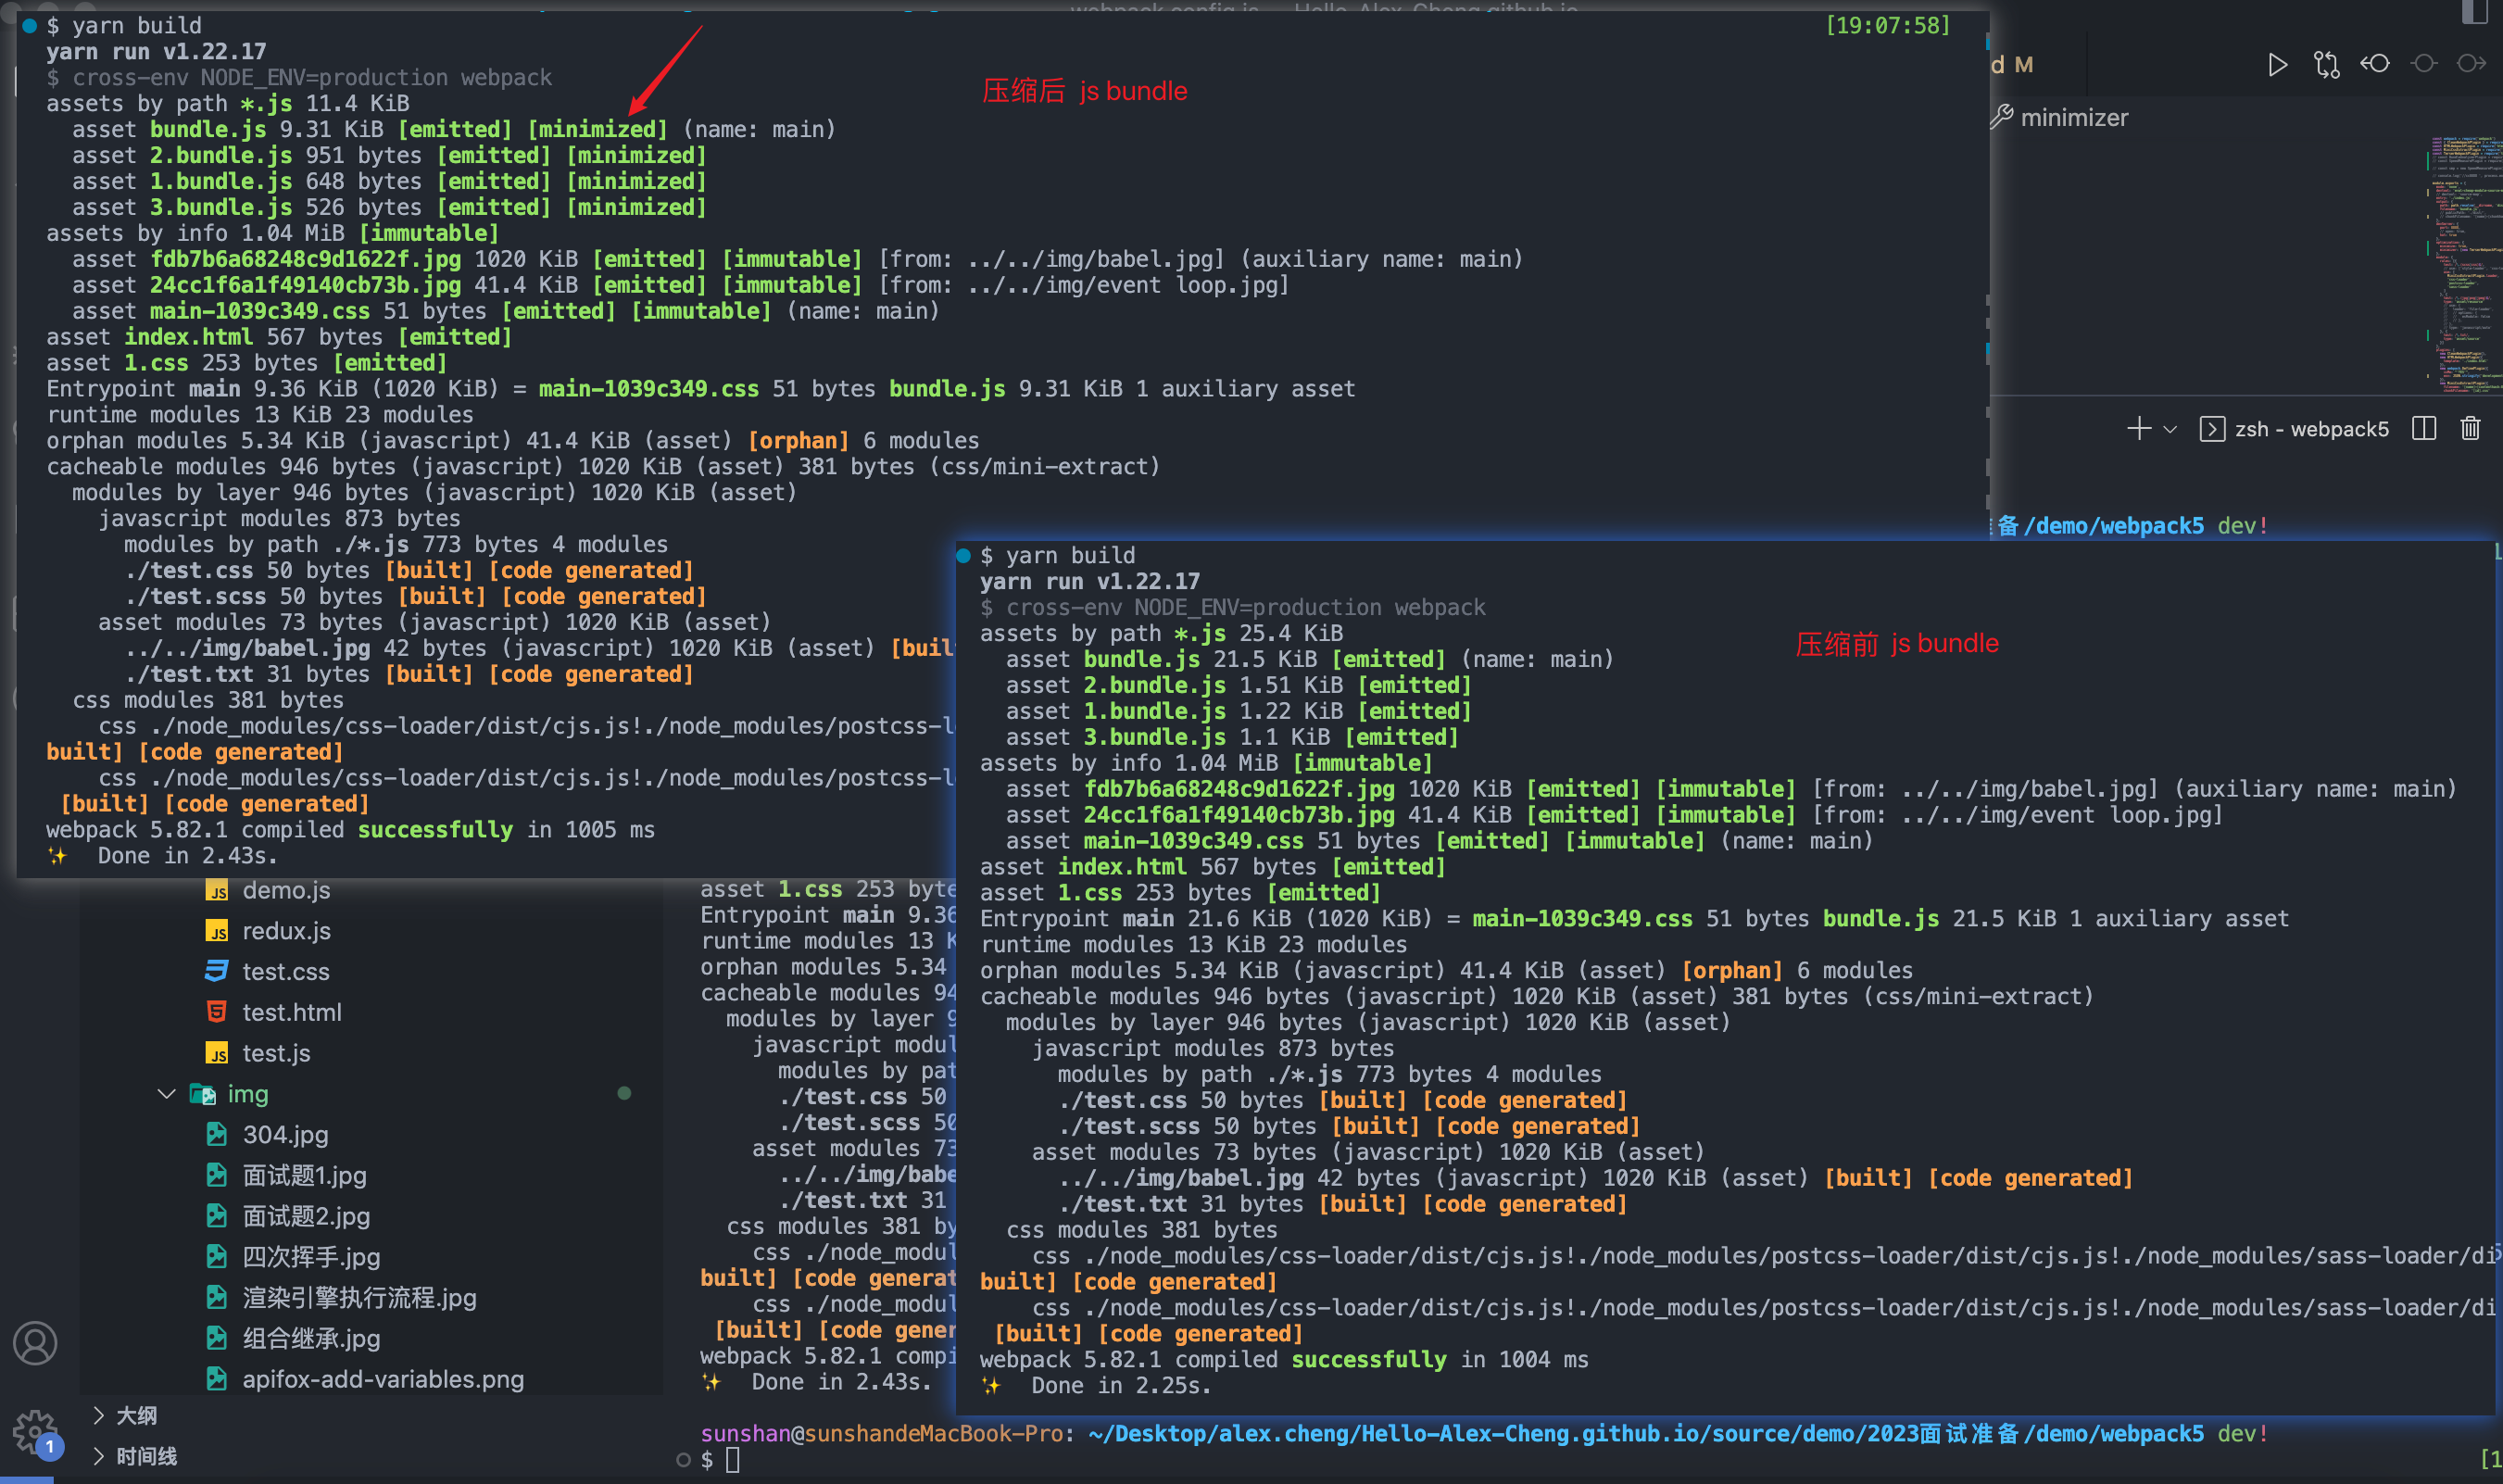 $ yarn build
[19:07:58]
yarn run v1.22.17
$ cross-env NODE_ENV=production webpack
压缩后 js bundle
assets by path *.js 11.4 KiB
asset bundle.js 9.31 KiB [emitted] [minimized] (name: main)
asset 2.bundle.js 951 bytes [emitted] [minimized]
asset 1.bundle.js 648 bytes [emitted] [minimized]
asset 3.bundle.js 526 bytes [emitted] [minimized]
assets by info 1.04 MiB [immutable]
asset fdb7b6a68248c9d1622f.jpg 1020 KiB [emitted] [immutable] [from: ../../img/babel.jpg] (auxiliary name: main)
asset 24cc1f6a1f49140cb73b.jpg 41.4 KiB [emitted] [immutable] [from: ../../img/event loop.jpg]
asset main-1039c349.css 51 bytes [emitted] [immutable] (name: main)
asset index.html 567 bytes [emitted]
asset 1.css 253 bytes [emitted]
Entrypoint main 9.36 KiB (1020 KiB) = main-1039c349.css 51 bytes bundle.js 9.31 KiB 1 auxiliary asset
runtime modules 13 KiB 23 modules
orphan modules 5.34 KiB (javascript) 41.4 KiB (asset) [orphan] 6 modules
cacheable modules 946 bytes (javascript) 1020 KiB (asset) 381 bytes (css/mini-extract)
modules by layer 946 bytes (javascript) 1020 KiB (asset)
javascript modules 873 bytes
modules by path ./*.js 773 bytes 4 modules
./test.css 50 bytes [built] [code generated]
./test.scss 50 bytes [built] [code generated]
asset modules 73 bytes (javascript) 1020 KiB (asset)
../../img/babel.jpg 42 bytes (javascript) 1020 KiB (asset) [buil
./test.txt 31 bytes [built] [code generated]
css modules 381 bytes
css ./node_modules/css-loader/dist/cjs.js!./node_modules/postcss-l
built] [code generated]
css ./node_modules/css-loader/dist/cjs.js!./node_modules/postcss-l
[built] [code generated]
webpack 5.82.1 compiled successfully in 1005 ms
✨ Done in 2.43s.
d M
minimizer
zsh - webpack5
备/demo/webpack5 dev!
$ yarn build
yarn run v1.22.17
$ cross-env NODE_ENV=production webpack
assets by path *.js 25.4 KiB
压缩前 js bundle
asset bundle.js 21.5 KiB [emitted] (name: main)
asset 2.bundle.js 1.51 KiB [emitted]
asset 1.bundle.js 1.22 KiB [emitted]
asset 3.bundle.js 1.1 KiB [emitted]
assets by info 1.04 MiB [immutable]
asset fdb7b6a68248c9d1622f.jpg 1020 KiB [emitted] [immutable] [from: ../../img/babel.jpg] (auxiliary name: main)
asset 24cc1f6a1f49140cb73b.jpg 41.4 KiB [emitted] [immutable] [from: ../../img/event loop.jpg]
asset main-1039c349.css 51 bytes [emitted] [immutable] (name: main)
asset index.html 567 bytes [emitted]
asset 1.css 253 bytes [emitted]
Entrypoint main 21.6 KiB (1020 KiB) = main-1039c349.css 51 bytes bundle.js 21.5 KiB 1 auxiliary asset
runtime modules 13 KiB 23 modules
orphan modules 5.34 KiB (javascript) 41.4 KiB (asset) [orphan] 6 modules
cacheable modules 946 bytes (javascript) 1020 KiB (asset) 381 bytes (css/mini-extract)
modules by layer 946 bytes (javascript) 1020 KiB (asset)
javascript modules 873 bytes
modules by path ./*.js 773 bytes 4 modules
./test.css 50 bytes [built] [code generated]
./test.scss 50 bytes [built] [code generated]
asset modules 73 bytes (javascript) 1020 KiB (asset)
../../img/babel.jpg 42 bytes (javascript) 1020 KiB (asset) [built] [code generated]
./test.txt 31 bytes [built] [code generated]
css modules 381 bytes
css ./node_modules/css-loader/dist/cjs.js!./node_modules/postcss-loader/dist/cjs.js!./node_modules/sass-loader/di
built] [code generated]
css ./node_modules/css-loader/dist/cjs.js!./node_modules/postcss-loader/dist/cjs.js!./node_modules/sass-loader/di
[built] [code generated]
webpack 5.82.1 compiled successfully in 1004 ms
✨ Done in 2.25s.
demo.js
redux.js
test.css
test.html
test.js
img
304.jpg
面试题1.jpg
面试题2.jpg
四次挥手.jpg
渲染引擎执行流程.jpg
组合继承.jpg
apifox-add-variables.png
大纲
时间线
1
asset 1.css 253 byte
Entrypoint main 9.36
runtime modules 13 K
orphan modules 5.34
cacheable modules 94
modules by layer 9
javascript modul
modules by pat
./test.css 50
./test.scss 50
asset modules 73
../../img/babe
./test.txt 31
css modules 381 by
css ./node_modul
built] [code generat
css ./node_modul
[built] [code gener
webpack 5.82.1 compi
✨ Done in 2.43s.
sunshan@sunshandeMacBook-Pro: ~/Desktop/alex.cheng/Hello-Alex-Cheng.github.io/source/demo/2023面试准备/demo/webpack5 dev!
$
[1